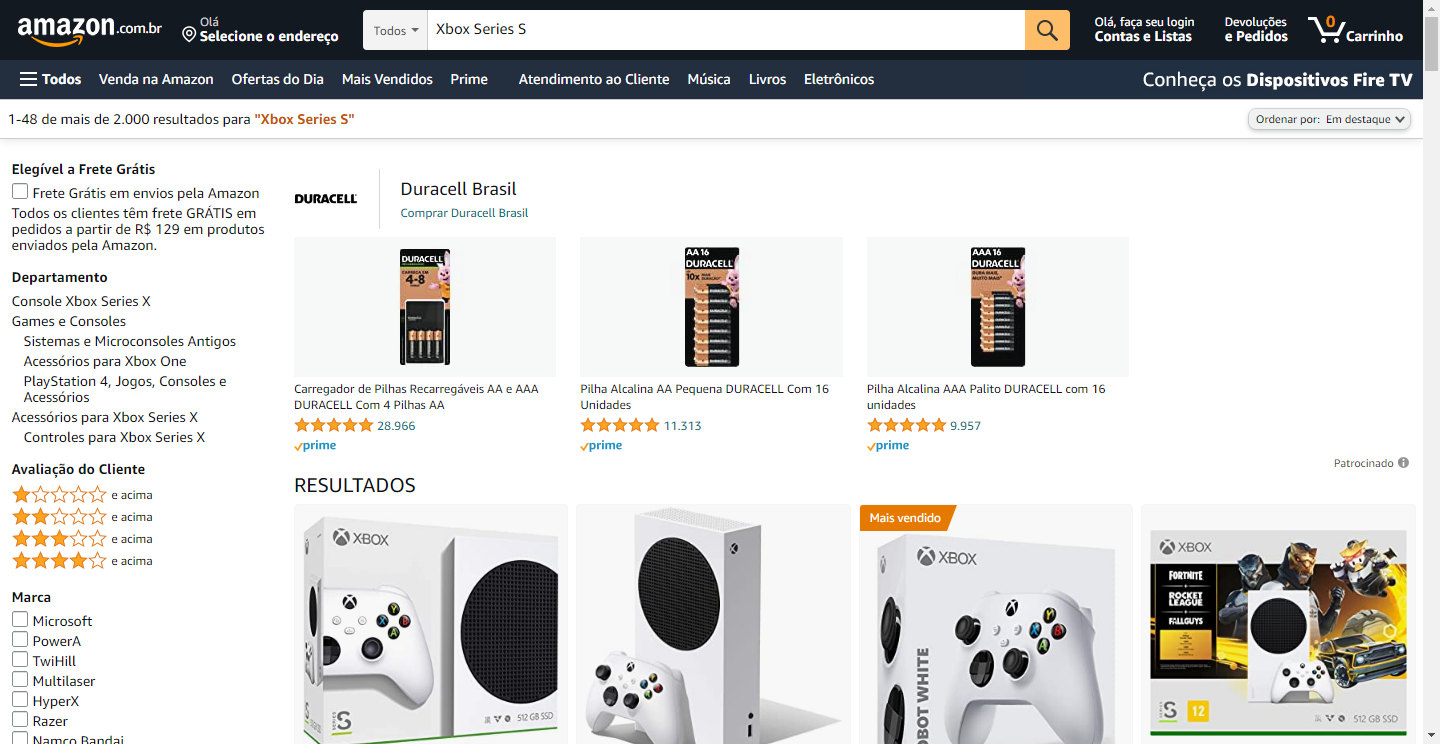 amazon.com.br
Olá
Selecione o endereço
Todos
Xbox Series S
Olá, faça seu login
Contas e Listas
Devoluções
e Pedidos
0
Carrinho
Todos
Venda na Amazon
Ofertas do Dia
Mais Vendidos
Prime
Atendimento ao Cliente
Música
Livros
Eletrônicos
Conheça os Dispositivos Fire TV
1-48 de mais de 2.000 resultados para "Xbox Series S"
Ordenar por: Em destaque
Elegível a Frete Grátis
Frete Grátis em envios pela Amazon
Todos os clientes têm frete GRÁTIS em
pedidos a partir de R$ 129 em produtos
enviados pela Amazon.
Departamento
Console Xbox Series X
Games e Consoles
Sistemas e Microconsoles Antigos
Acessórios para Xbox One
PlayStation 4, Jogos, Consoles e
Acessórios
Acessórios para Xbox Series X
Controles para Xbox Series X
Avaliação do Cliente
e acima
e acima
e acima
e acima
Marca
Microsoft
PowerA
TwiHill
Multilaser
HyperX
Razer
Namco Bandai
DURACELL
Duracell Brasil
Comprar Duracell Brasil
DURACELL
CARREGA EM
4-8
AA 16
DURACELL
10x
AAA 16
DURACELL
DURA MAIS,
MUITO MAIS
Carregador de Pilhas Recarregáveis AA e AAA
DURACELL Com 4 Pilhas AA
28.966
prime
Pilha Alcalina AA Pequena DURACELL Com 16
Unidades
11.313
prime
Pilha Alcalina AAA Palito DURACELL com 16
unidades
9.957
prime
Patrocinado
RESULTADOS
XBOX
Y
X
B
A
SERIES
S
512 GB SSD
Mais vendido
XBOX
Y
X
B
A
ROBOT WHITE
XBOX
FORTNITE
ROCKET
LEAGUE
FALL GUYS
SERIES
S
12
512 GB SSD